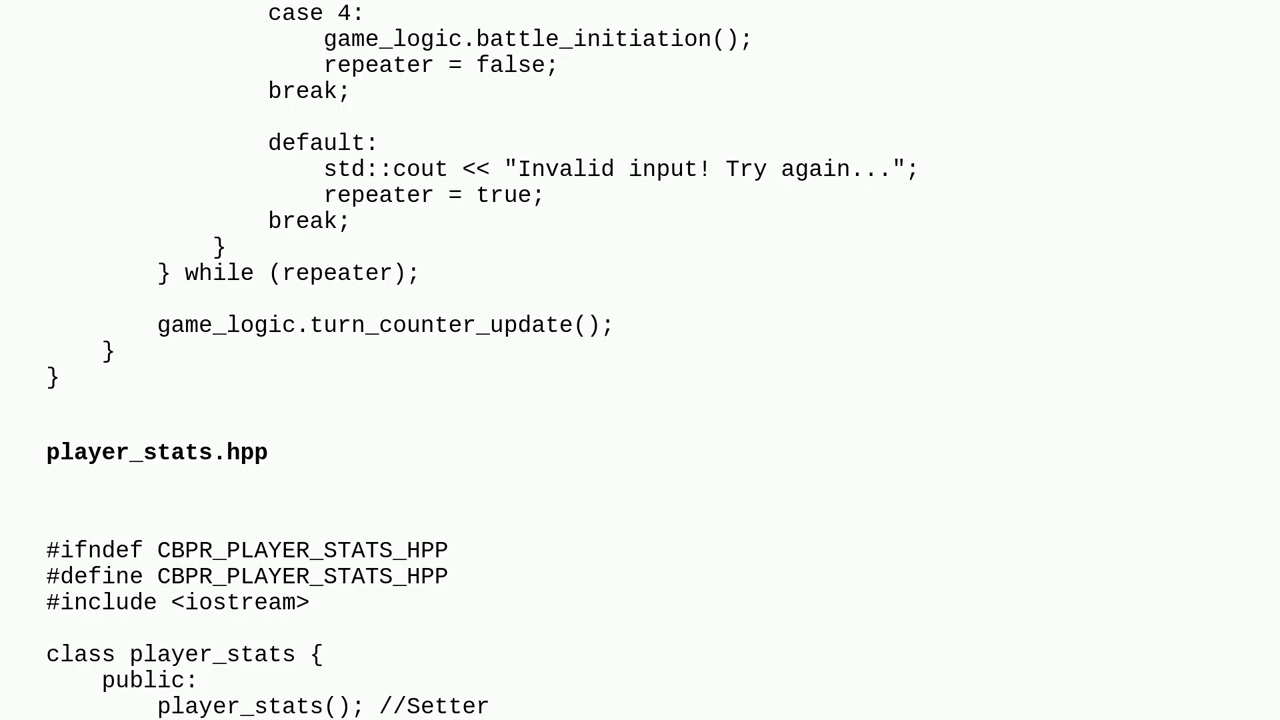 case 4:
game_logic.battle_initiation();
repeater = false;
break;
default:
std::cout << "Invalid input! Try again...";
repeater = true;
break;
}
} while (repeater);
game_logic.turn_counter_update();
}
}
player_stats.hpp
#ifndef CBPR_PLAYER_STATS_HPP
#define CBPR_PLAYER_STATS_HPP
#include <iostream>
class player_stats {
public:
player_stats(); //Setter